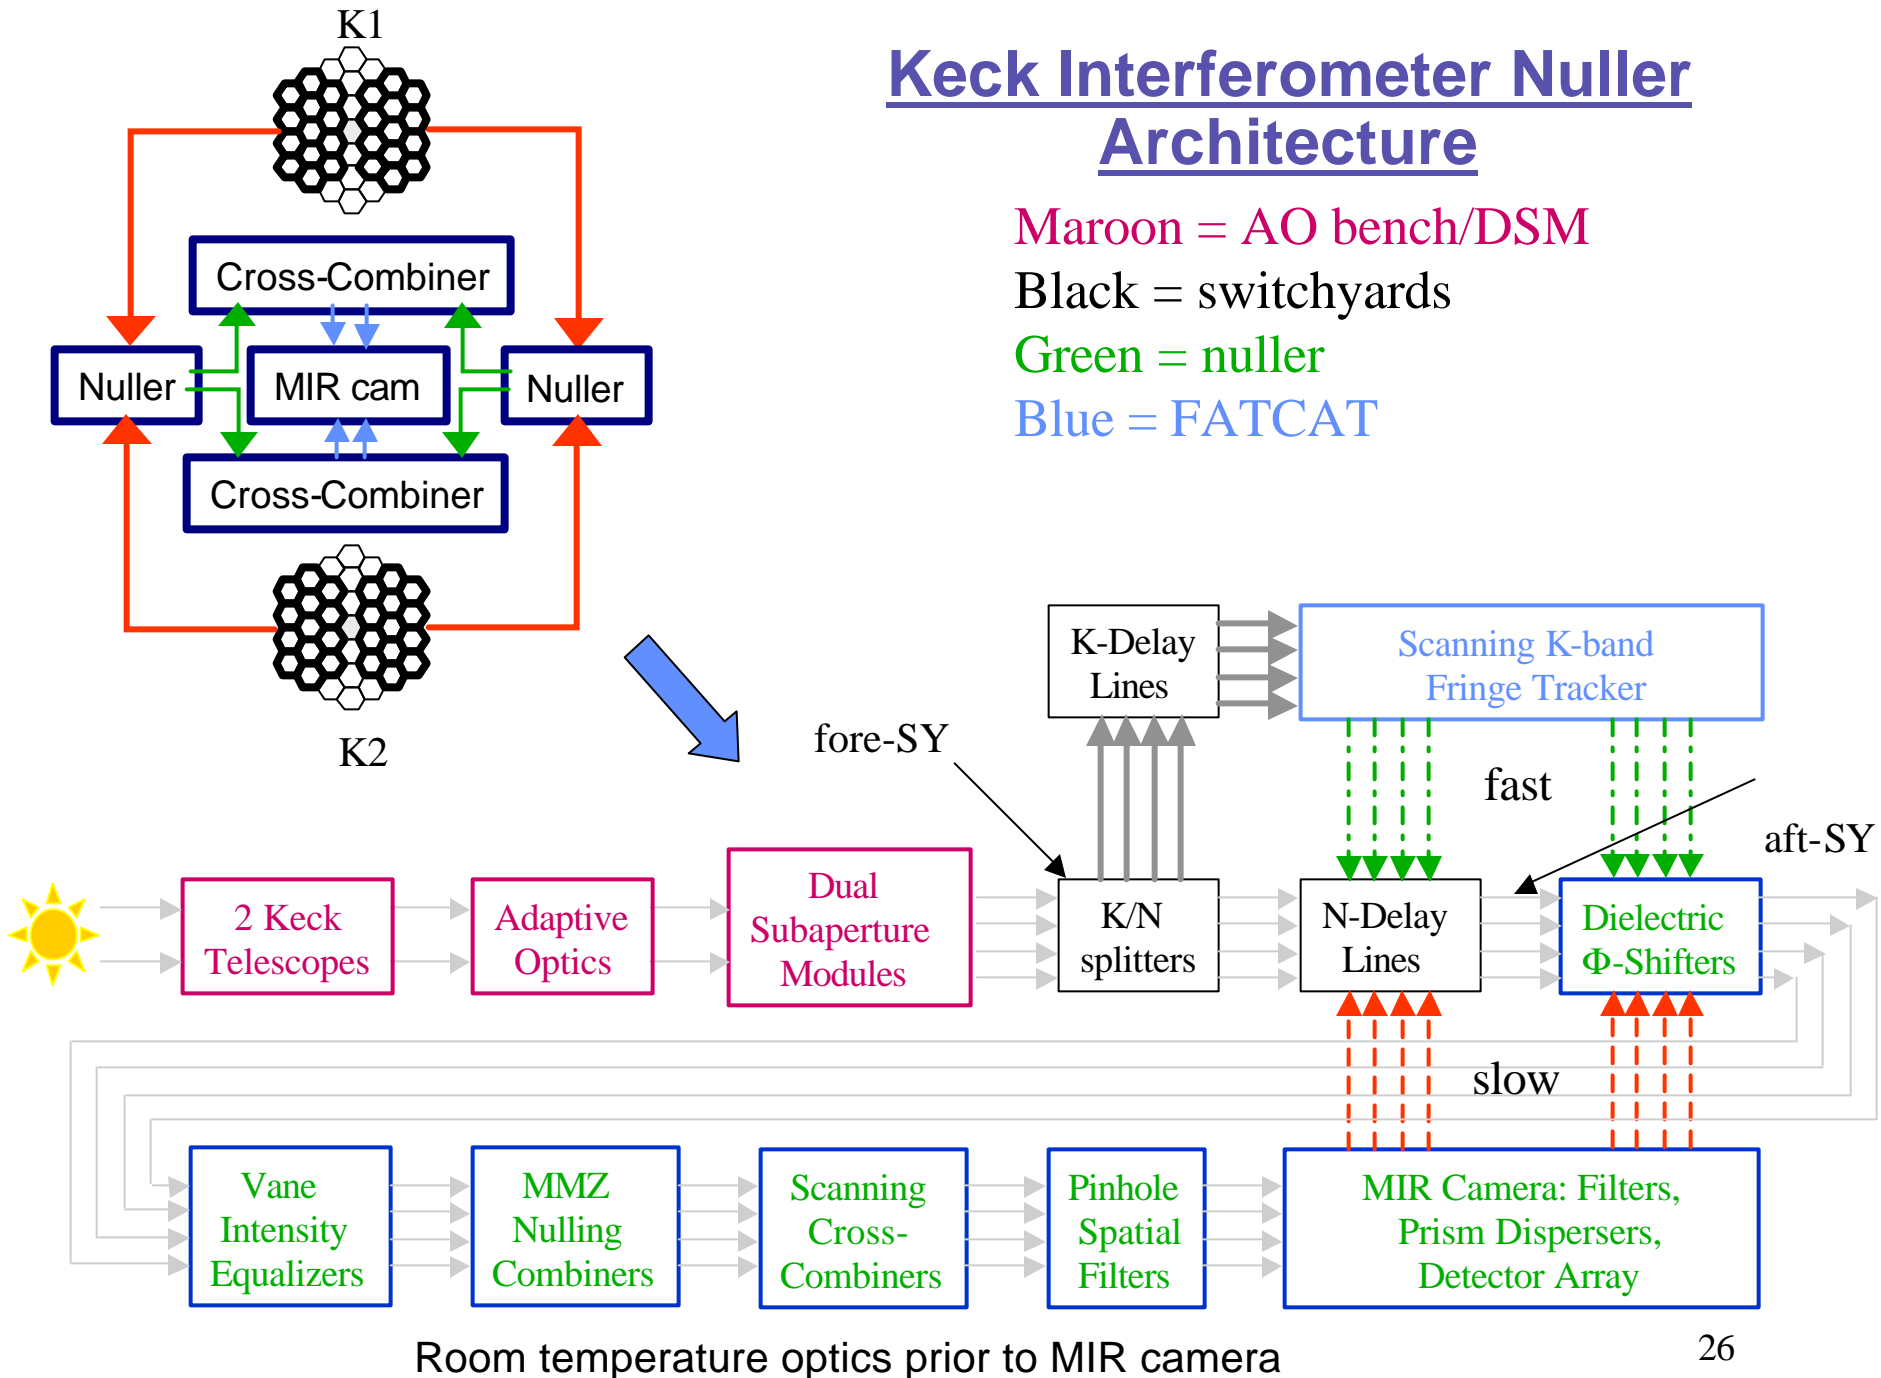 K1
Keck Interferometer Nuller
Architecture
Maroon = AO bench/DSM
Black = switchyards
Green = nuller
Blue = FATCAT
Cross-Combiner
Nuller
MIR cam
Nuller
Cross-Combiner
K2
K-Delay
Lines
Scanning K-band
Fringe Tracker
fore-SY
fast
aft-SY
2 Keck
Telescopes
Adaptive
Optics
Dual
Subaperture
Modules
K/N
splitters
N-Delay
Lines
Dielectric
Φ-Shifters
slow
Vane
Intensity
Equalizers
MMZ
Nulling
Combiners
Scanning
Cross-
Combiners
Pinhole
Spatial
Filters
MIR Camera: Filters,
Prism Dispersers,
Detector Array
Room temperature optics prior to MIR camera
26